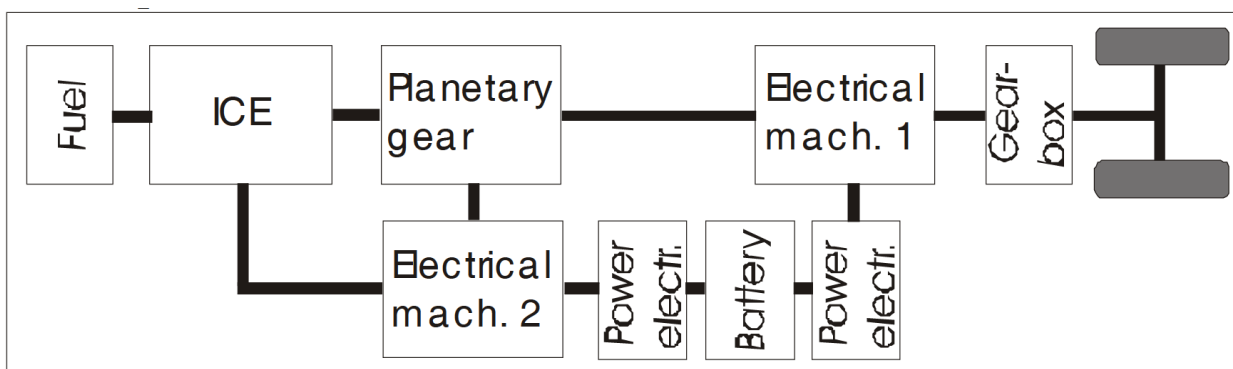 Fuel
ICE
Planetary
gear
Electrical
mach. 1
Gear-
box
Electrical
mach. 2
Power
electr.
Battery
Power
electr.